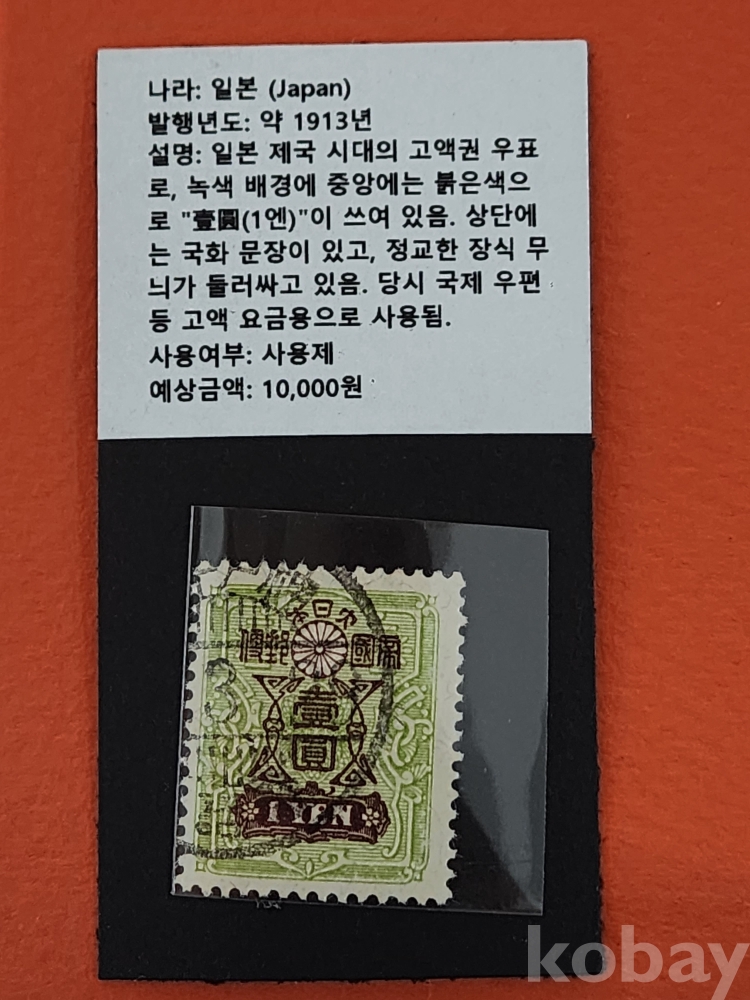 나라: 일본 (Japan)
발행년도: 약 1913년
설명: 일본 제국 시대의 고액권 우표
로, 녹색 배경에 중앙에는 붉은색으
로 "壹圓(1엔)"이 쓰여 있음. 상단에
는 국화 문장이 있고, 정교한 장식 무
늬가 둘러싸고 있음. 당시 국제 우편
등 고액 요금용으로 사용됨.
사용여부: 사용제
예상금액: 10,000원
本日大
便郵 國帝
壹
圓
1 YEN
kobay